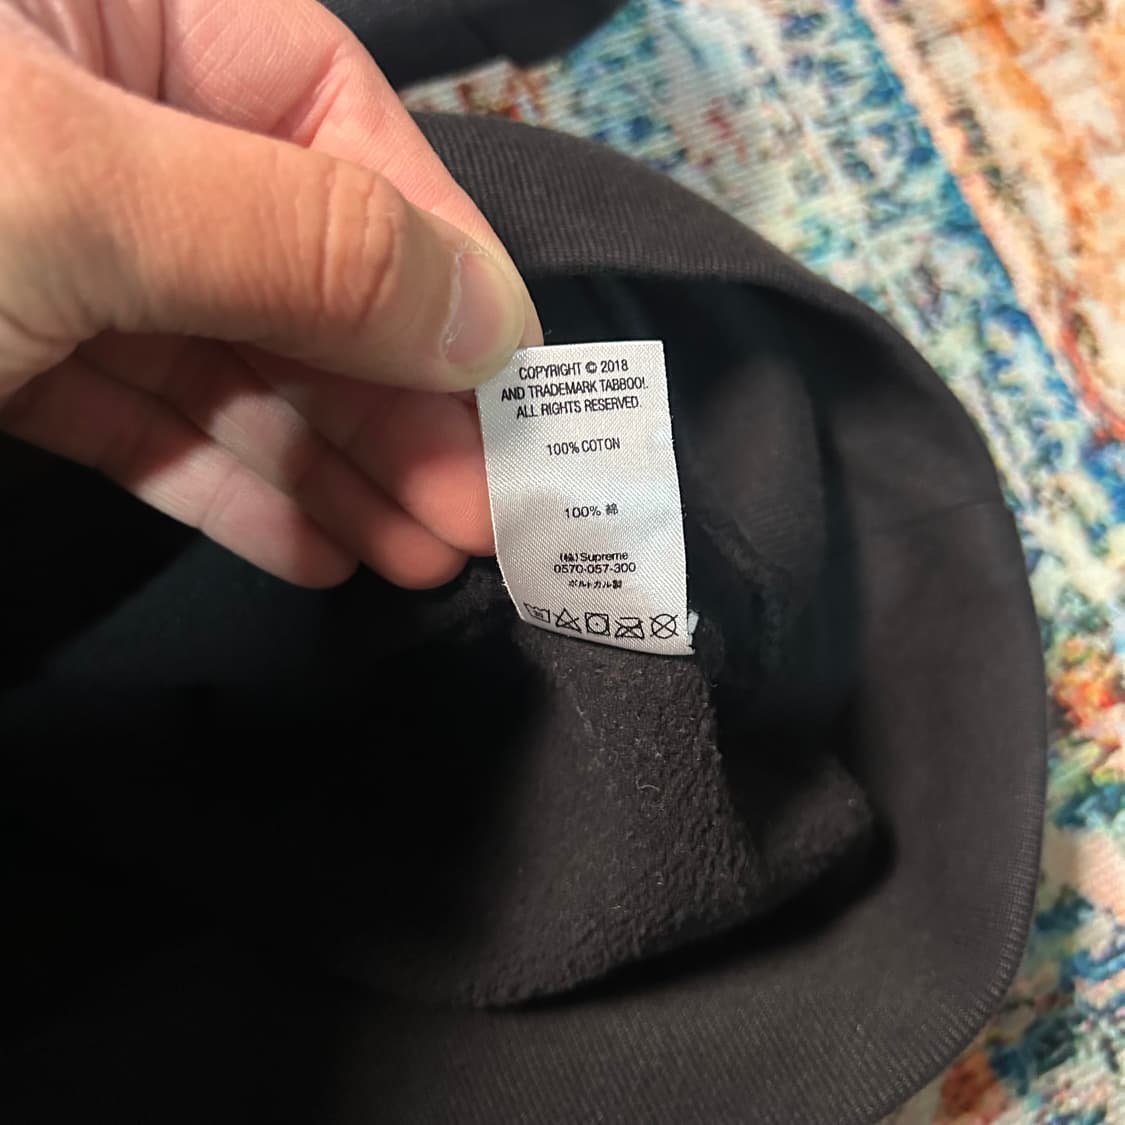 COPYRIGHT © 2018
AND TRADEMARK TABBOO!.
ALL RIGHTS RESERVED.
100% COTON
100% 綿
(輸) Supreme
0570-057-300
ポルトガル製